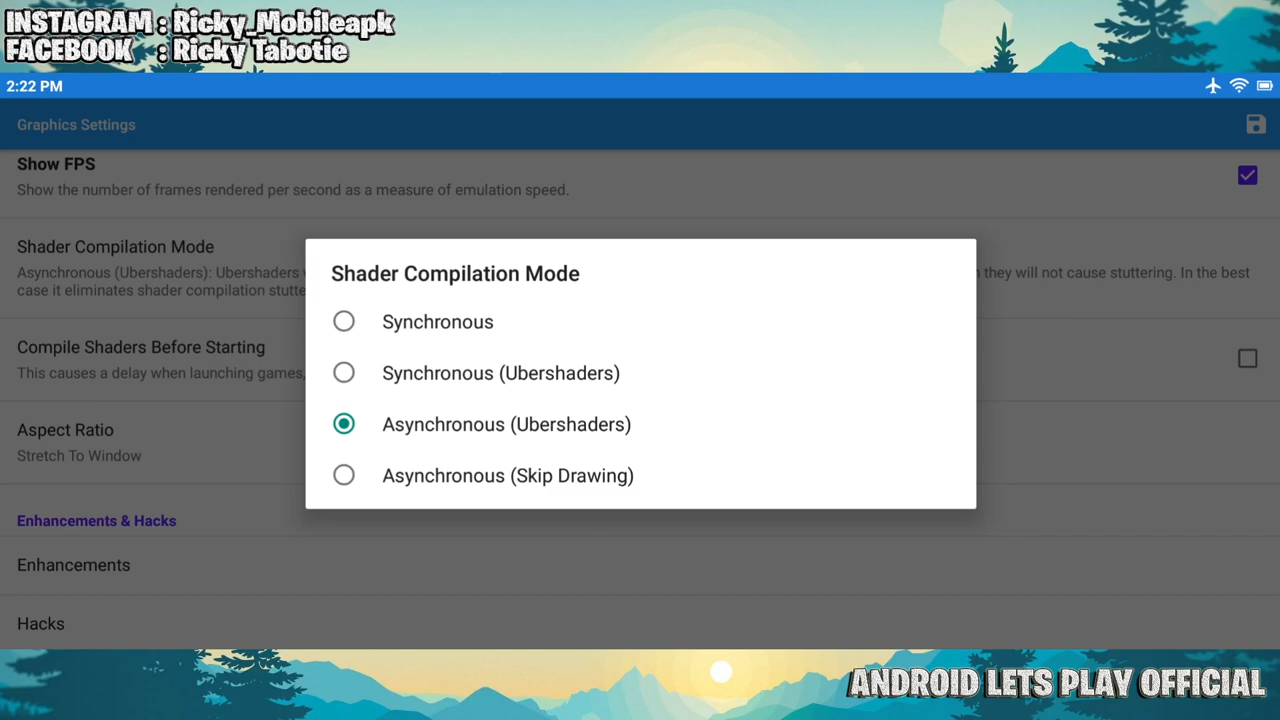 INSTAGRAM : Ricky_Mobileapk
FACEBOOK : Ricky Tabotie
2:22 PM
Graphics Settings
Show FPS
Show the number of frames rendered per second as a measure of emulation speed.
Shader Compilation Mode
Asynchronous (Ubershaders): Ubershaders they will not cause stuttering. In the best
case it eliminates shader compilation
Compile Shaders Before Starting
This causes a delay when launching games,
Aspect Ratio
Stretch To Window
Enhancements & Hacks
Enhancements
Hacks
Shader Compilation Mode
Synchronous
Synchronous (Ubershaders)
Asynchronous (Ubershaders)
Asynchronous (Skip Drawing)
ANDROID LETS PLAY OFFICIAL